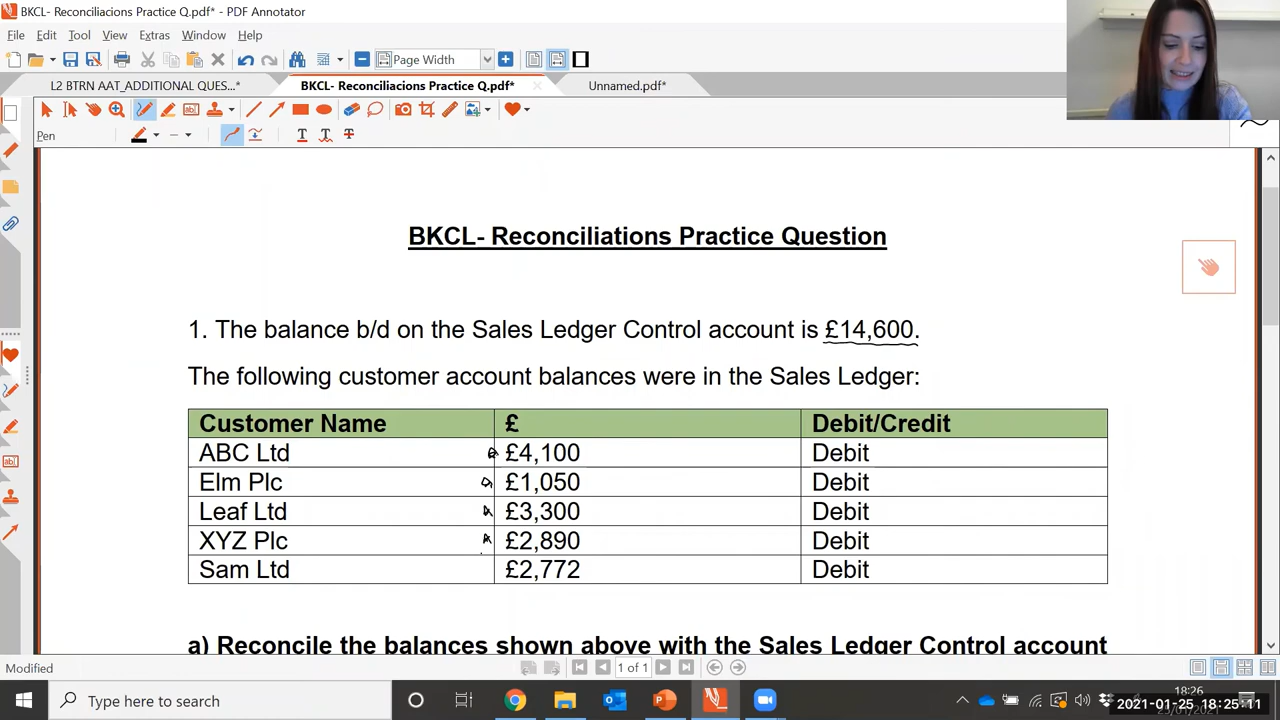 BKCL- Reconciliacions Practice Q.pdf* - PDF Annotator
File Edit Tool View Extras Window Help
Page Width
L2 BTRN AAT_ADDITIONAL QUES...* BKCL- Reconciliacions Practice Q.pdf* Unnamed.pdf*
Pen
BKCL- Reconciliations Practice Question
1. The balance b/d on the Sales Ledger Control account is £14,600.
The following customer account balances were in the Sales Ledger:
Customer Name £ Debit/Credit
ABC Ltd £4,100 Debit
Elm Plc £1,050 Debit
Leaf Ltd £3,300 Debit
XYZ Plc £2,890 Debit
Sam Ltd £2,772 Debit
a) Reconcile the balances shown above with the Sales Ledger Control account
Modified 1 of 1
Type here to search
18:26
2021-01-25 18:25:11